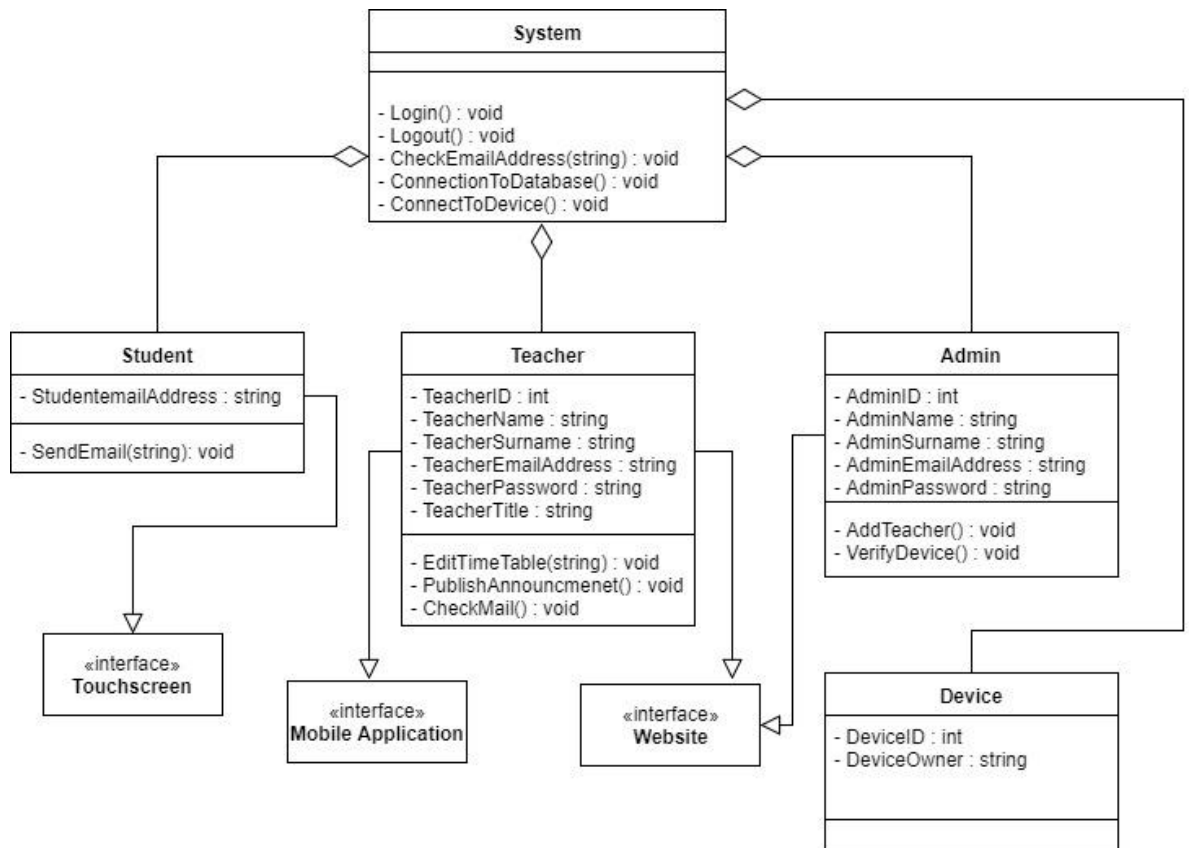 System
- Login() : void
- Logout() : void
- CheckEmailAddress(string) : void
- ConnectionToDatabase() : void
- ConnectToDevice() : void
Student
- StudentemailAddress : string
- SendEmail(string): void
Teacher
- TeacherID : int
- TeacherName : string
- TeacherSurname : string
- TeacherEmailAddress : string
- TeacherPassword : string
- TeacherTitle : string
- EditTimeTable(string) : void
- PublishAnnouncmenet() : void
- CheckMail() : void
Admin
- AdminID : int
- AdminName : string
- AdminSurname : string
- AdminEmailAddress : string
- AdminPassword : string
- AddTeacher() : void
- VerifyDevice() : void
«interface»
Touchscreen
«interface»
Mobile Application
«interface»
Website
Device
- DeviceID : int
- DeviceOwner : string